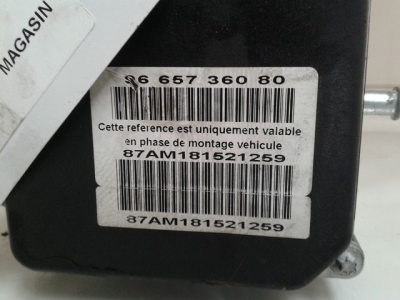 MAGASIN
96 657 360 80
Cette reference est uniquement valable
en phase de montage vehicule
87AM181521259
87AM181521259